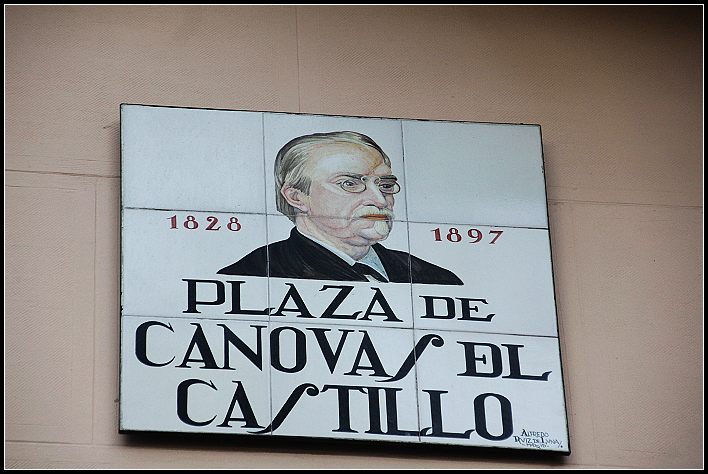 1828 1897
PLAZA DE
CANOVAS DEL
CASTILLO
ALFREDO
RUIZ DE LUNA